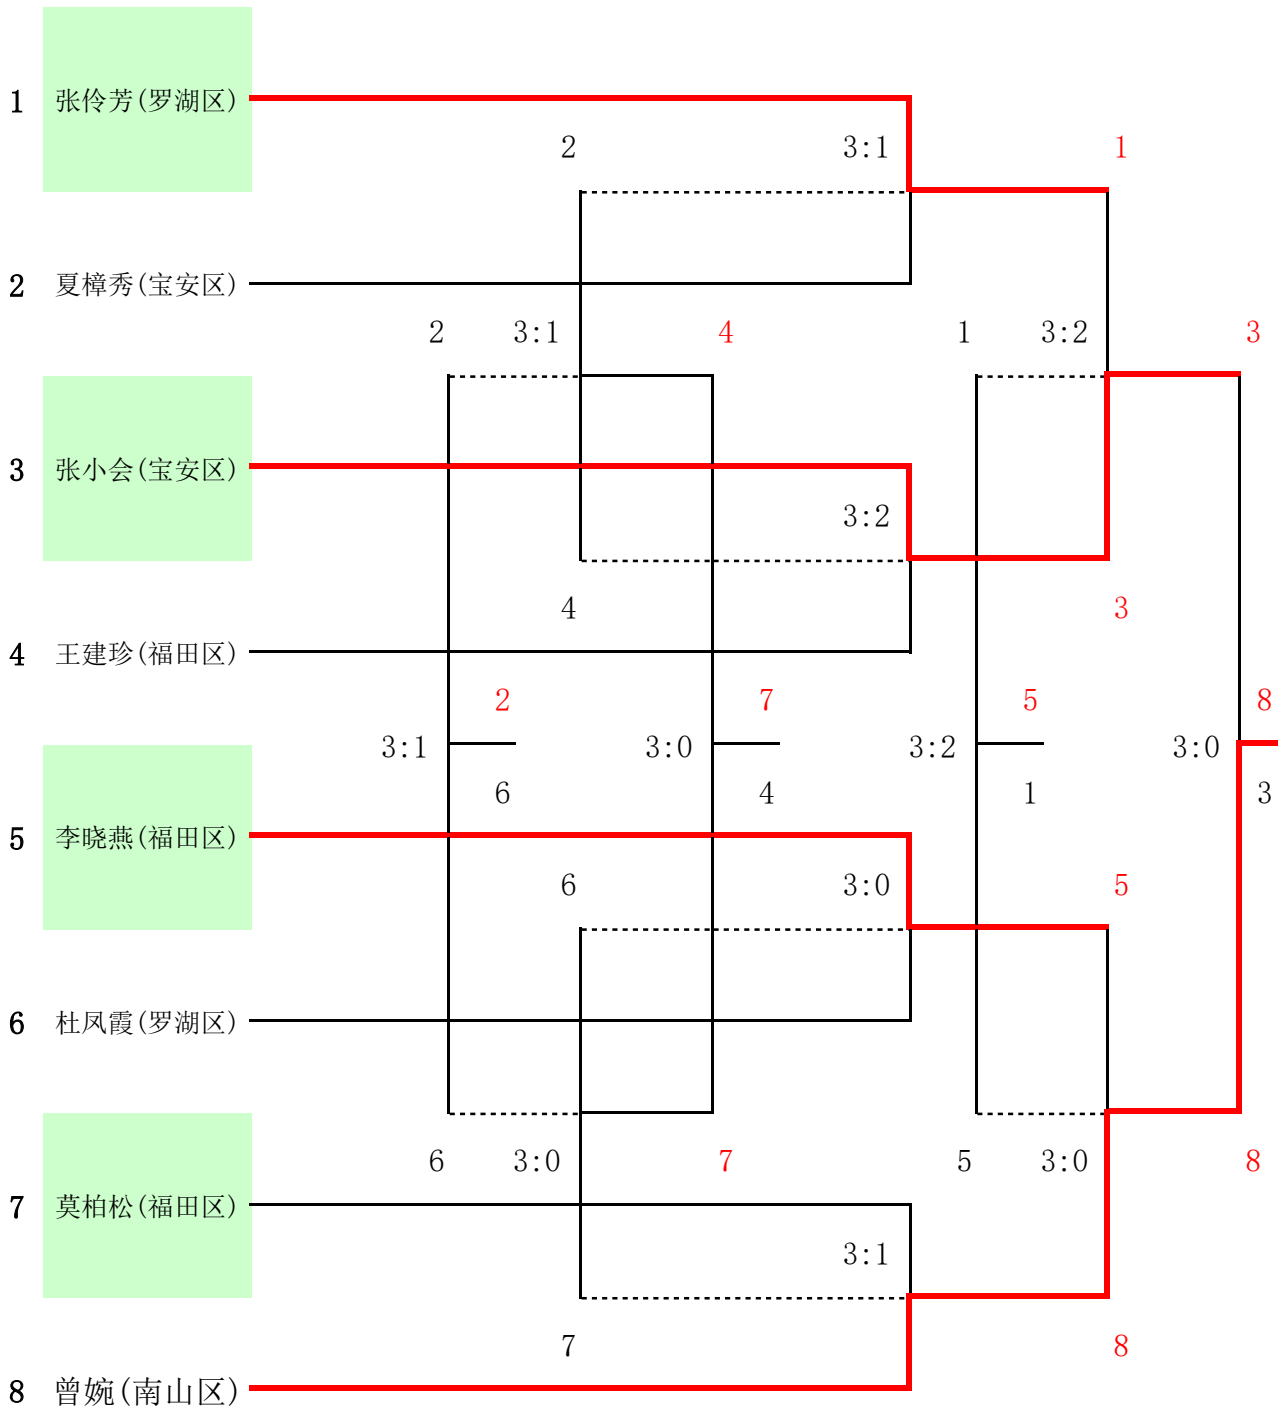 1 张伶芳(罗湖区)
2 3:1 1
2 夏樟秀(宝安区)
2 3:1 4 1 3:2 3
3 张小会(宝安区)
3:2
4 3
4 王建珍(福田区)
2 7 5 8
3:1 3:0 3:2 3:0
6 4 1 3
5 李晓燕(福田区)
6 3:0 5
6 杜凤霞(罗湖区)
6 3:0 7 5 3:0 8
7 莫柏松(福田区)
3:1
7 8
8 曾婉(南山区)